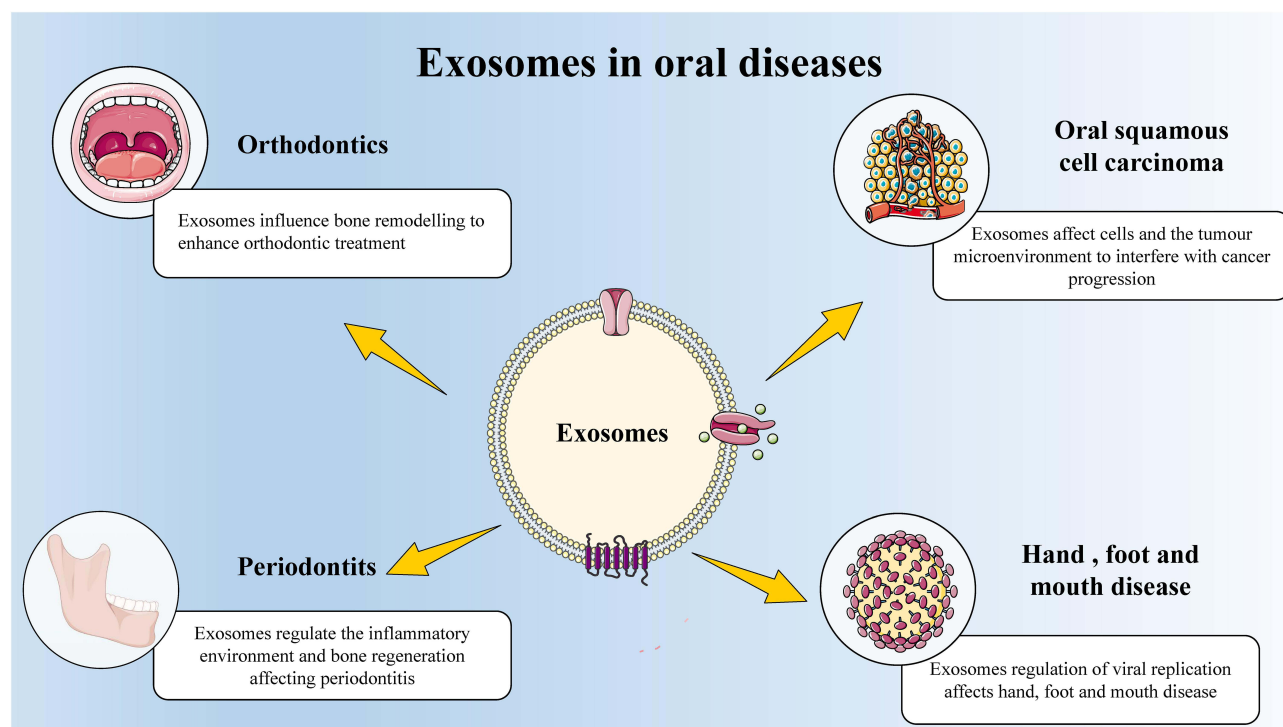 Exosomes in oral diseases
Orthodontics
Exosomes influence bone remodelling to
enhance orthodontic treatment
Oral squamous
cell carcinoma
Exosomes affect cells and the tumour
microenvironment to interfere with cancer
progression
Exosomes
Periodontits
Exosomes regulate the inflammatory
environment and bone regeneration
affecting periodontitis
Hand , foot and
mouth disease
Exosomes regulation of viral replication
affects hand, foot and mouth disease